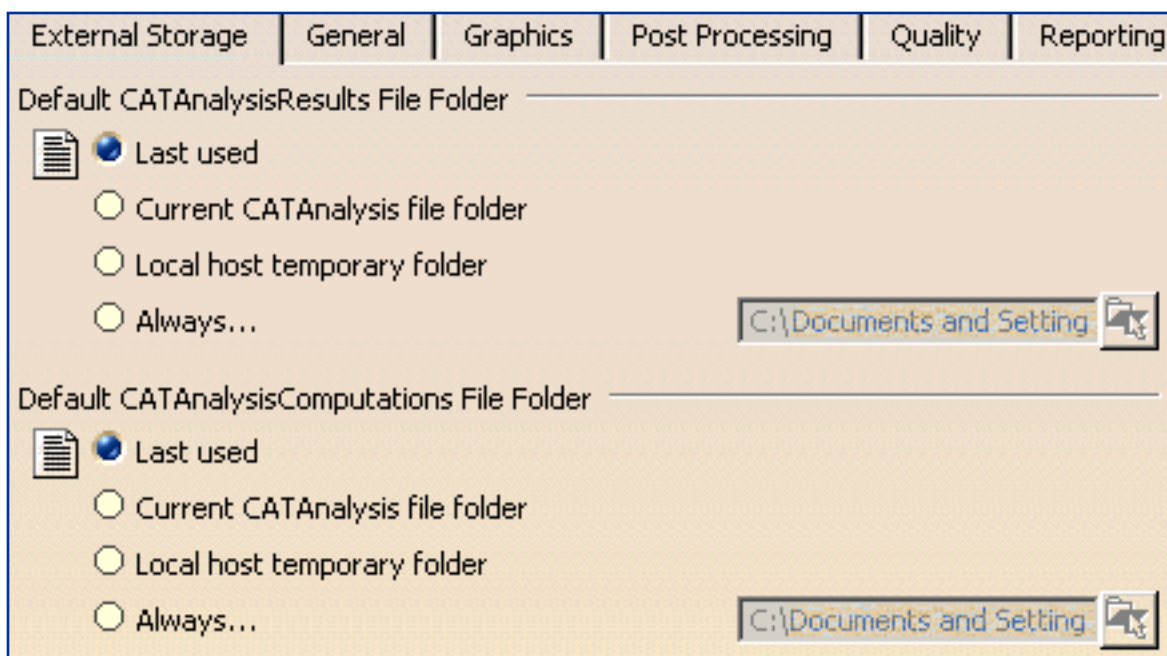 External Storage General Graphics Post Processing Quality Reporting
Default CATAnalysisResults File Folder
Last used
Current CATAnalysis file folder
Local host temporary folder
Always... C:\Documents and Setting
Default CATAnalysisComputations File Folder
Last used
Current CATAnalysis file folder
Local host temporary folder
Always... C:\Documents and Setting